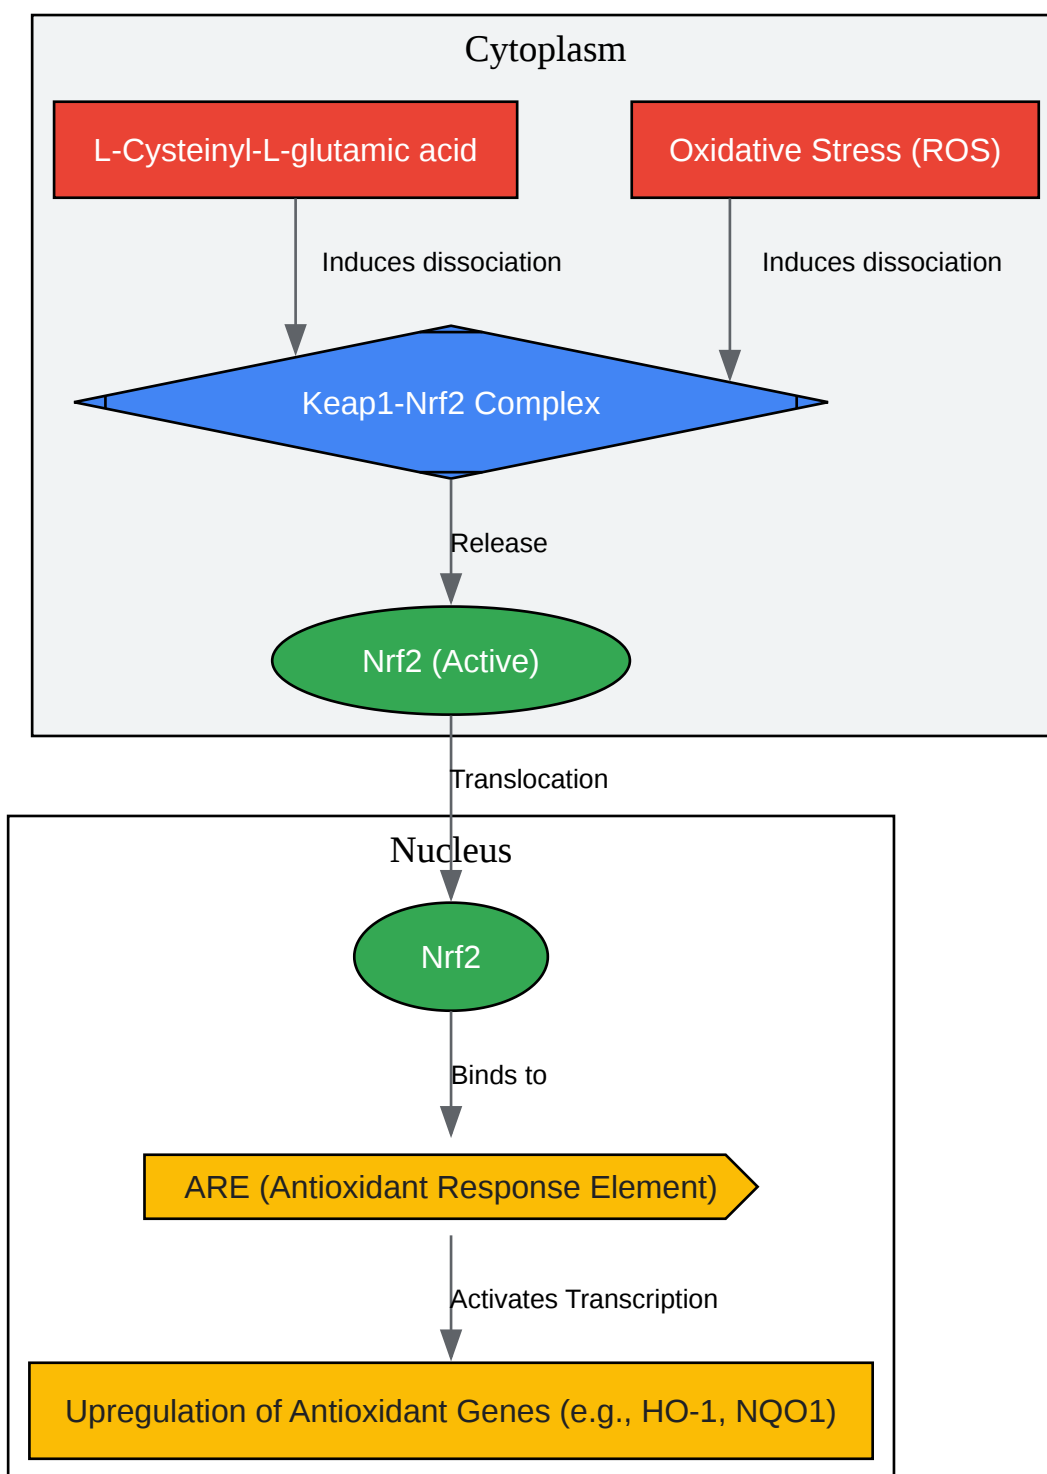 Cytoplasm
L-Cysteinyl-L-glutamic acid
Oxidative Stress (ROS)
Induces dissociation
Induces dissociation
Keap1-Nrf2 Complex
Release
Nrf2 (Active)
Translocation
Nucleus
Nrf2
Binds to
ARE (Antioxidant Response Element)
Activates Transcription
Upregulation of Antioxidant Genes (e.g., HO-1, NQO1)